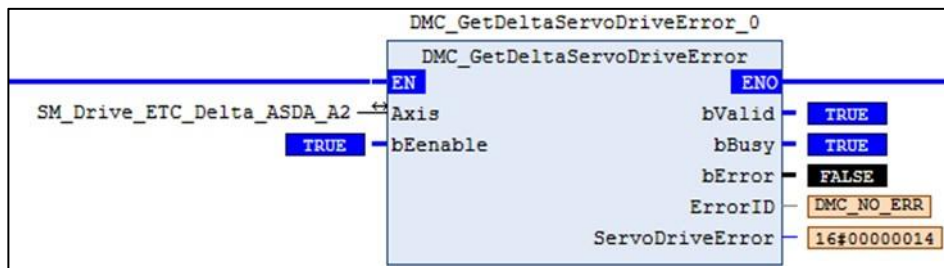 DMC_GetDeltaServoDriveError_0
DMC_GetDeltaServoDriveError
EN ENO
SM_Drive_ETC_Delta_ASDA_A2 Axis bValid TRUE
TRUE bEenable bBusy TRUE
bError FALSE
ErrorID DMC_NO_ERR
ServoDriveError 16#00000014